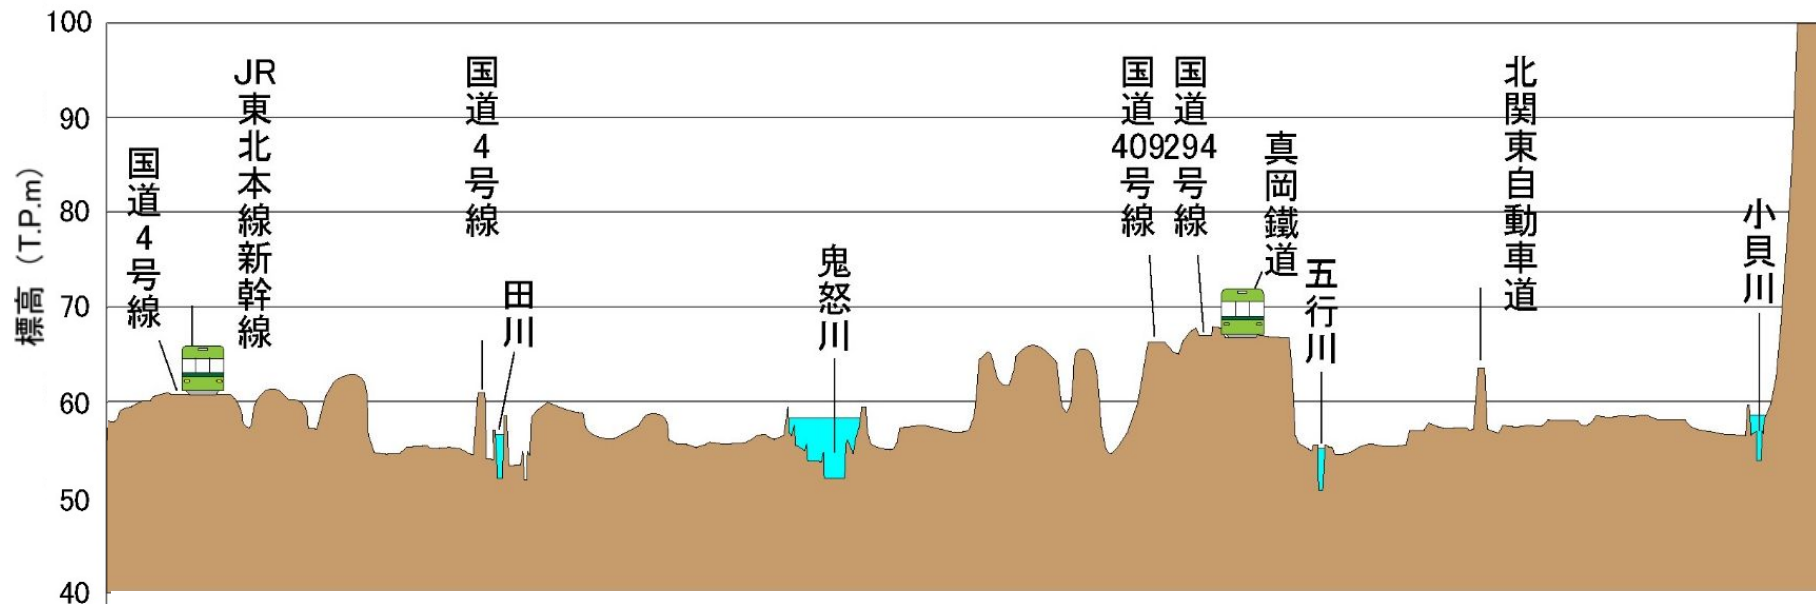 100
90
80
70
60
50
40
標高 (T.P.m)
国道4号線
JR東北本線新幹線
国道4号線
田川
鬼怒川
国道409号線
国道294号線
真岡鐵道
五行川
北関東自動車道
小貝川